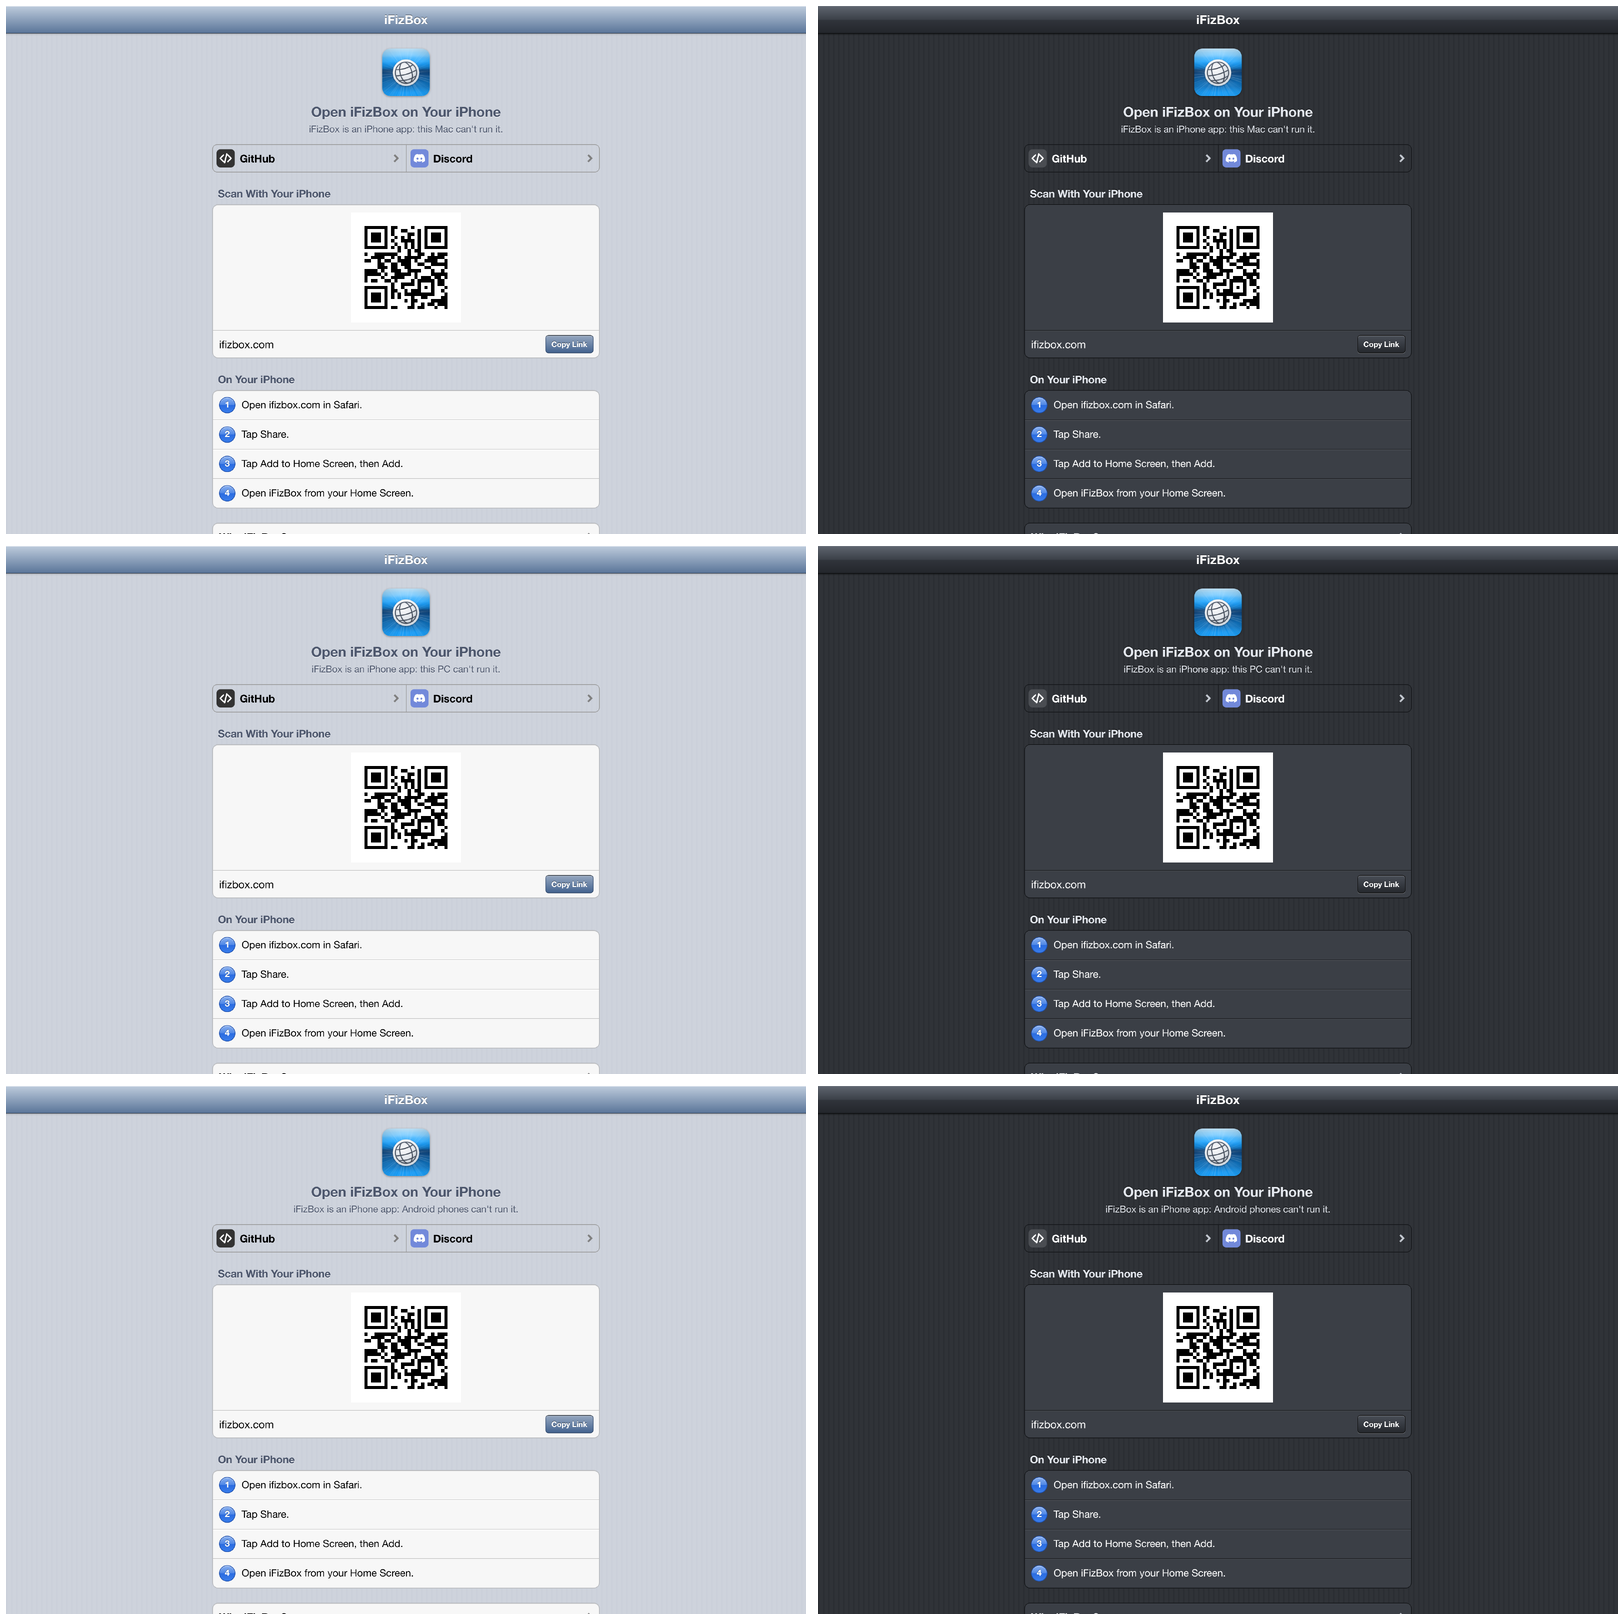 iFizBox
Open iFizBox on Your iPhone
iFizBox is an iPhone app: this Mac can't run it.
GitHub
Discord
Scan With Your iPhone
ifizbox.com
Copy Link
On Your iPhone
1 Open ifizbox.com in Safari.
2 Tap Share.
3 Tap Add to Home Screen, then Add.
4 Open iFizBox from your Home Screen.
iFizBox
Open iFizBox on Your iPhone
iFizBox is an iPhone app: this Mac can't run it.
GitHub
Discord
Scan With Your iPhone
ifizbox.com
Copy Link
On Your iPhone
1 Open ifizbox.com in Safari.
2 Tap Share.
3 Tap Add to Home Screen, then Add.
4 Open iFizBox from your Home Screen.
iFizBox
Open iFizBox on Your iPhone
iFizBox is an iPhone app: this PC can't run it.
GitHub
Discord
Scan With Your iPhone
ifizbox.com
Copy Link
On Your iPhone
1 Open ifizbox.com in Safari.
2 Tap Share.
3 Tap Add to Home Screen, then Add.
4 Open iFizBox from your Home Screen.
iFizBox
Open iFizBox on Your iPhone
iFizBox is an iPhone app: this PC can't run it.
GitHub
Discord
Scan With Your iPhone
ifizbox.com
Copy Link
On Your iPhone
1 Open ifizbox.com in Safari.
2 Tap Share.
3 Tap Add to Home Screen, then Add.
4 Open iFizBox from your Home Screen.
iFizBox
Open iFizBox on Your iPhone
iFizBox is an iPhone app: Android phones can't run it.
GitHub
Discord
Scan With Your iPhone
ifizbox.com
Copy Link
On Your iPhone
1 Open ifizbox.com in Safari.
2 Tap Share.
3 Tap Add to Home Screen, then Add.
4 Open iFizBox from your Home Screen.
iFizBox
Open iFizBox on Your iPhone
iFizBox is an iPhone app: Android phones can't run it.
GitHub
Discord
Scan With Your iPhone
ifizbox.com
Copy Link
On Your iPhone
1 Open ifizbox.com in Safari.
2 Tap Share.
3 Tap Add to Home Screen, then Add.
4 Open iFizBox from your Home Screen.